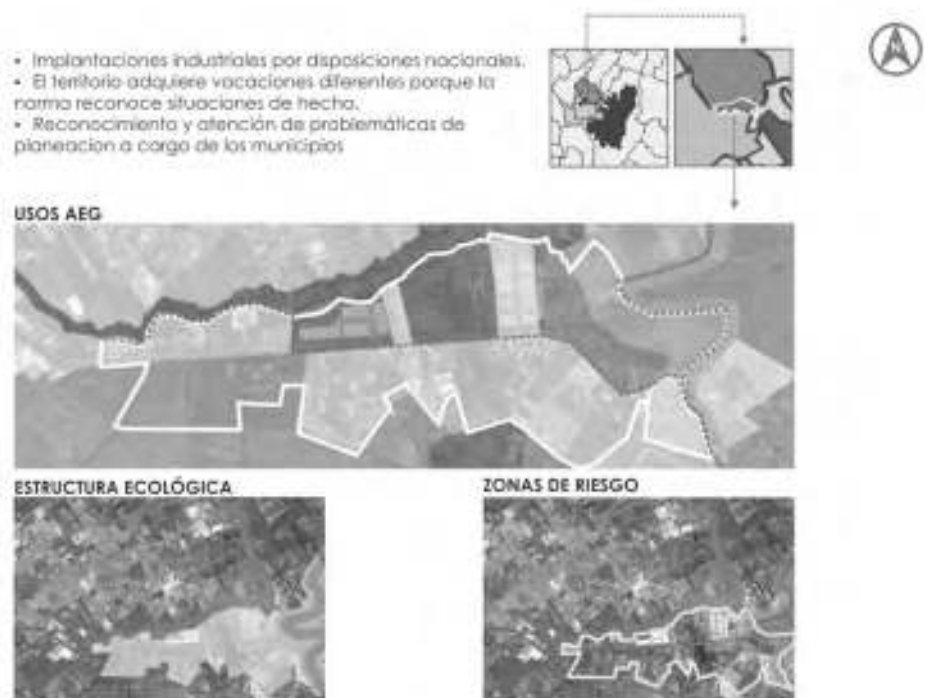 • Implantaciones industriales por disposiciones nacionales.
• El territorio adquiere vocaciones diferentes porque la
norma reconoce situaciones de hecho.
• Reconocimiento y atención de problemáticas de
planeacion a cargo de los municipios
USOS AEG
ESTRUCTURA ECOLÓGICA
ZONAS DE RIESGO